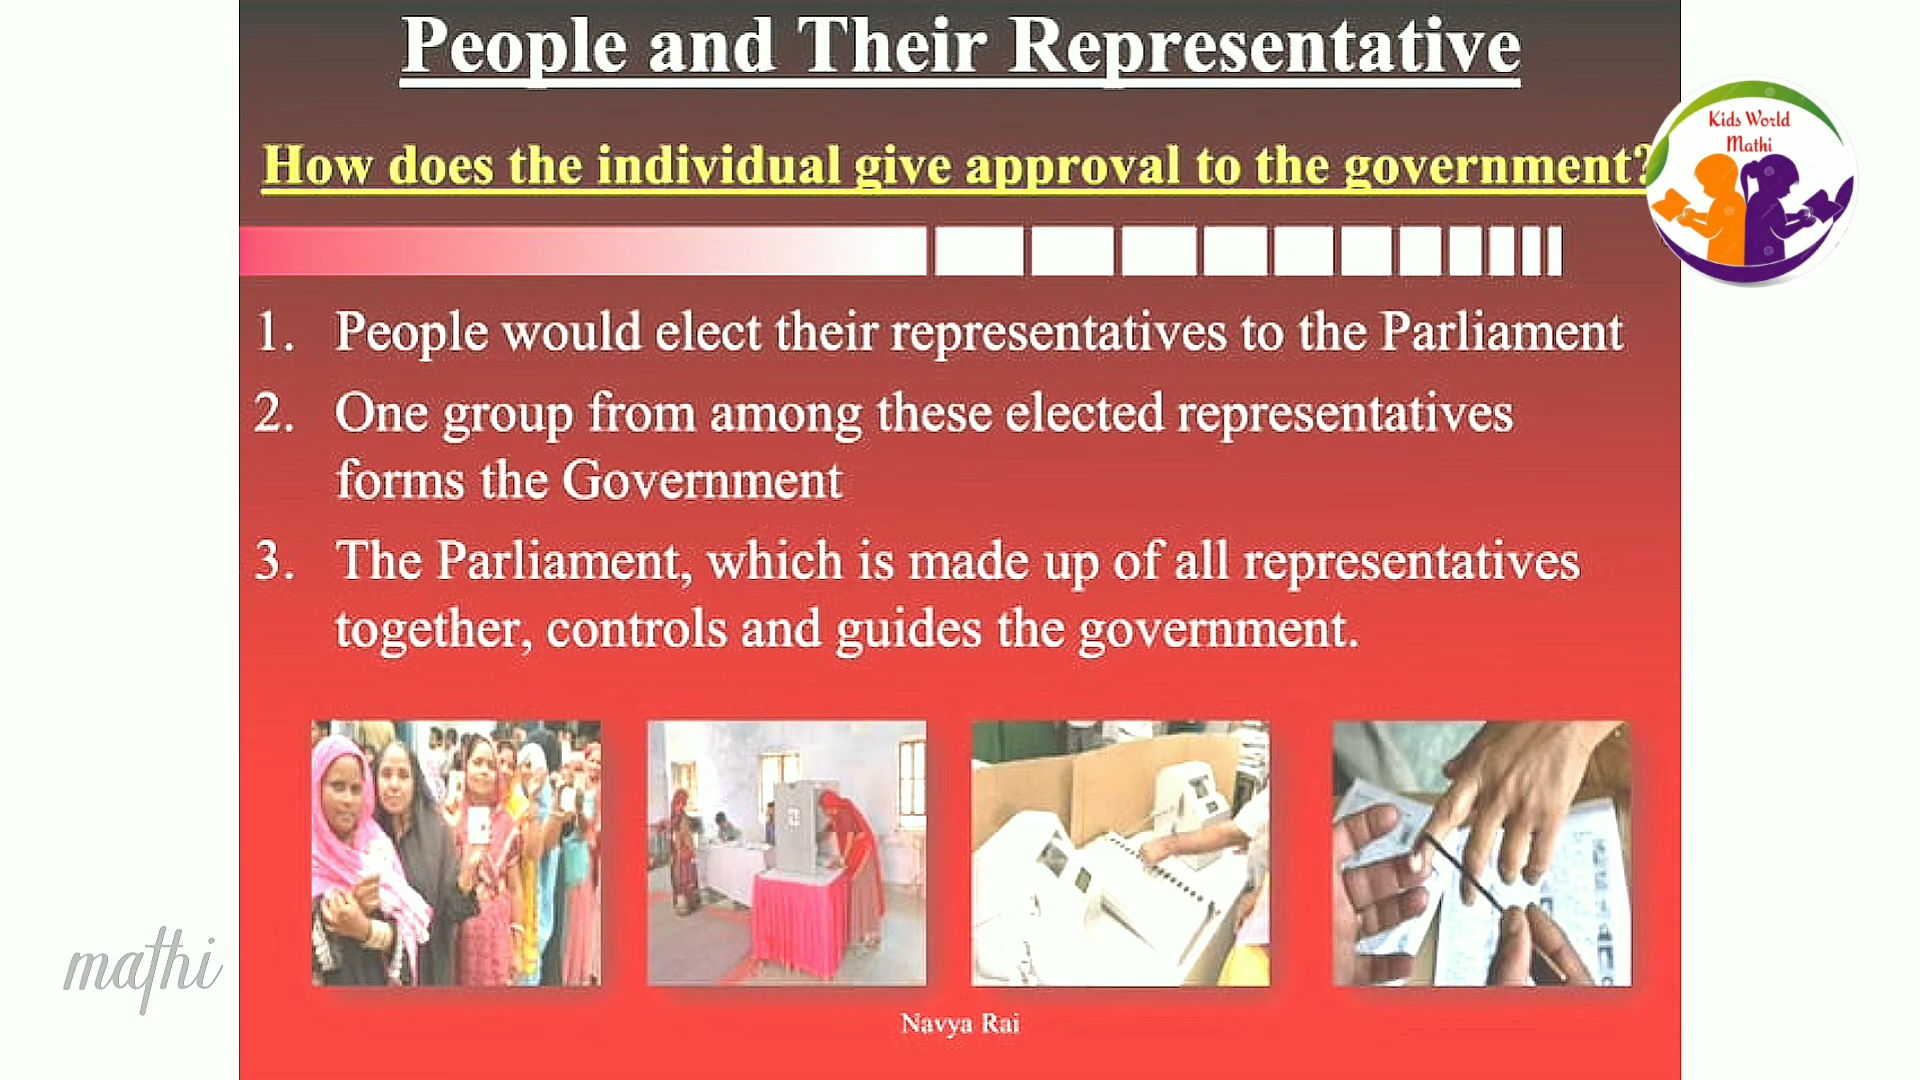 People and Their Representative
Kids World
Mathi
How does the individual give approval to the government?
1. People would elect their representatives to the Parliament
2. One group from among these elected representatives
forms the Government
3. The Parliament, which is made up of all representatives
together, controls and guides the government.
mathi
Navya Rai